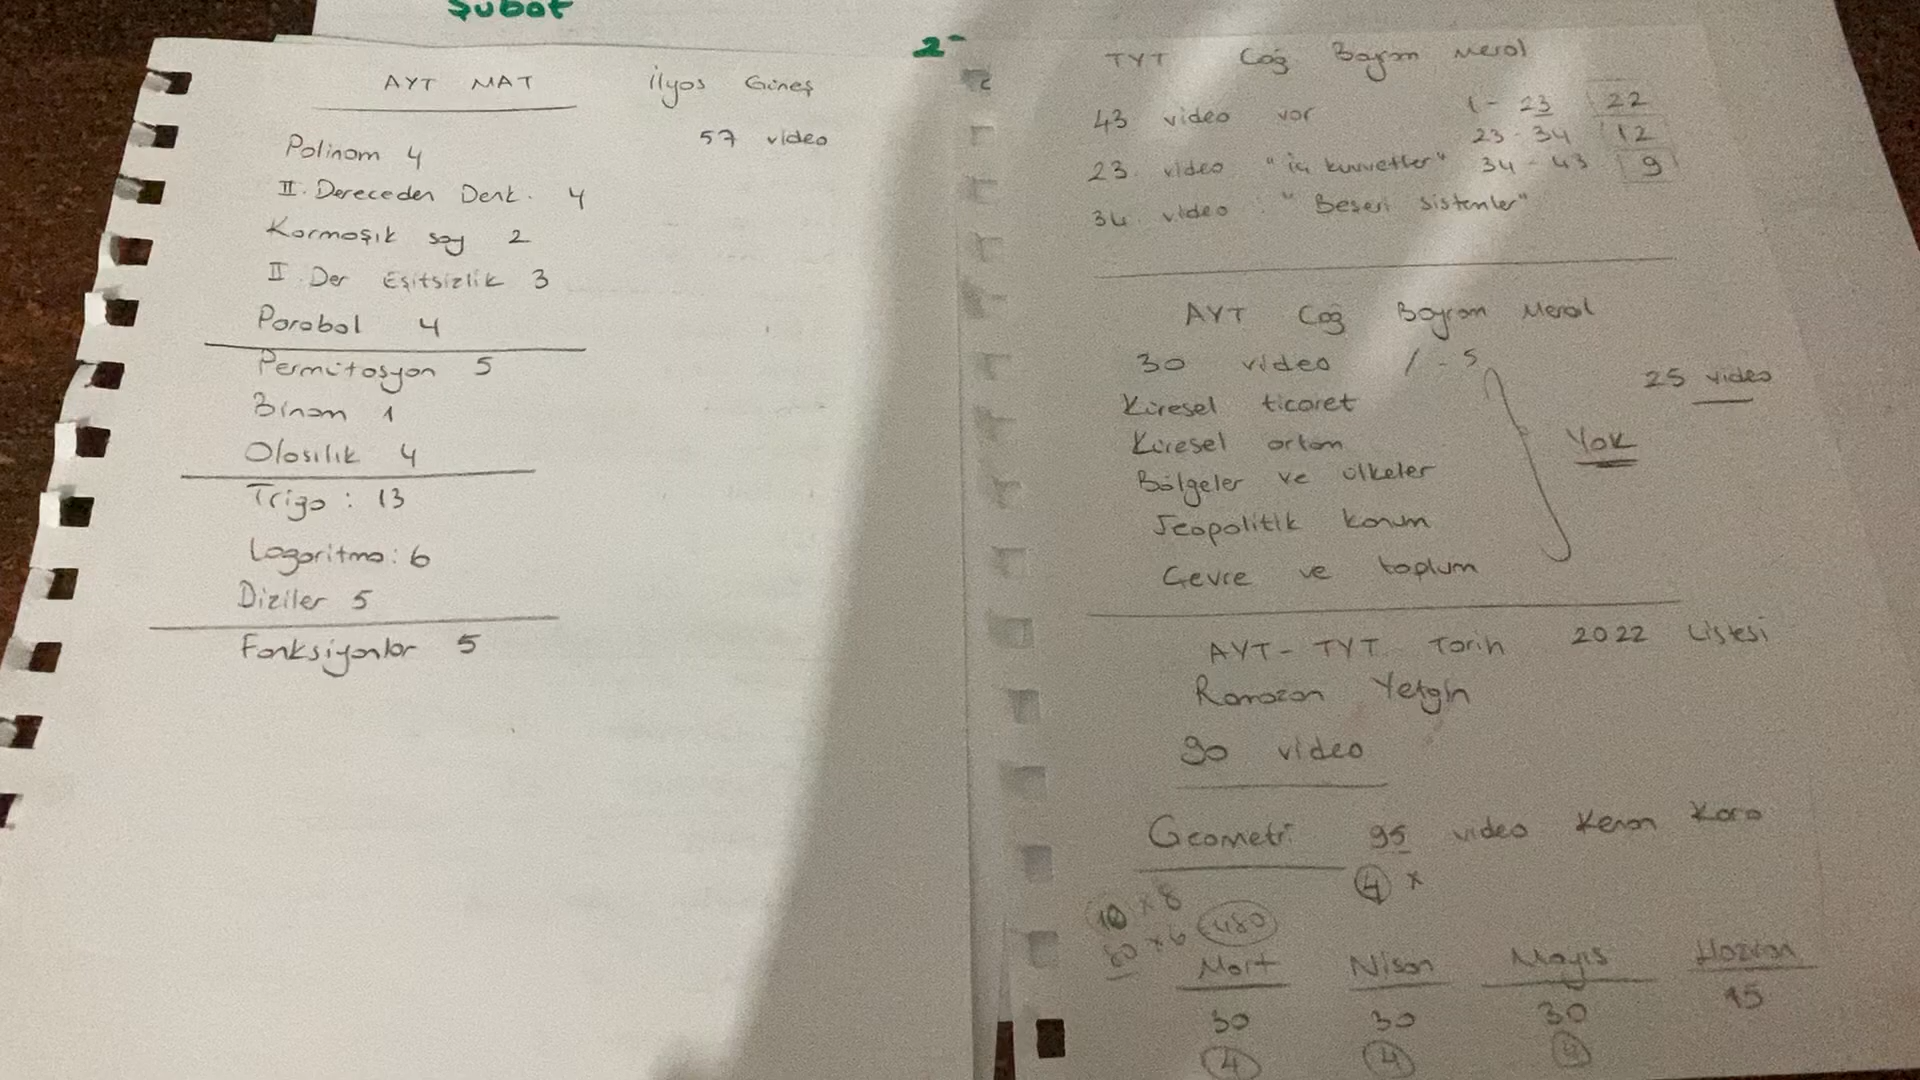 Şubat
2-
AYT MAT İlyas Güneş
57 video
Polinom 4
II. Dereceden Denk. 4
Karmaşık say 2
II. Der Eşitsizlik 3
Parabol 4
Permütasyon 5
Binom 1
Olasılık 4
Trigo : 13
Logaritma: 6
Diziler 5
Fonksiyonlar 5
TYT Coğ Bayram Meral
43 video var 1 - 23 22
23 - 34 12
23. video "iç kuvvetler" 34 - 43 9
34. video : "Beşeri sistemler"
AYT Coğ Bayram Meral
30 video 1 - 5
25 video
Küresel ticaret
Küresel ortam
Yok
Bölgeler ve ülkeler
Jeopolitik konum
Çevre ve toplum
AYT - TYT Tarih 2022 Listesi
Ramazan Yetgin
90 video
Geometri 95 video Kenan Kara
4 x
10 x 8
60 x 6 480
Mart Nisan Mayıs Haziran
30 30 30 15
4 4 4